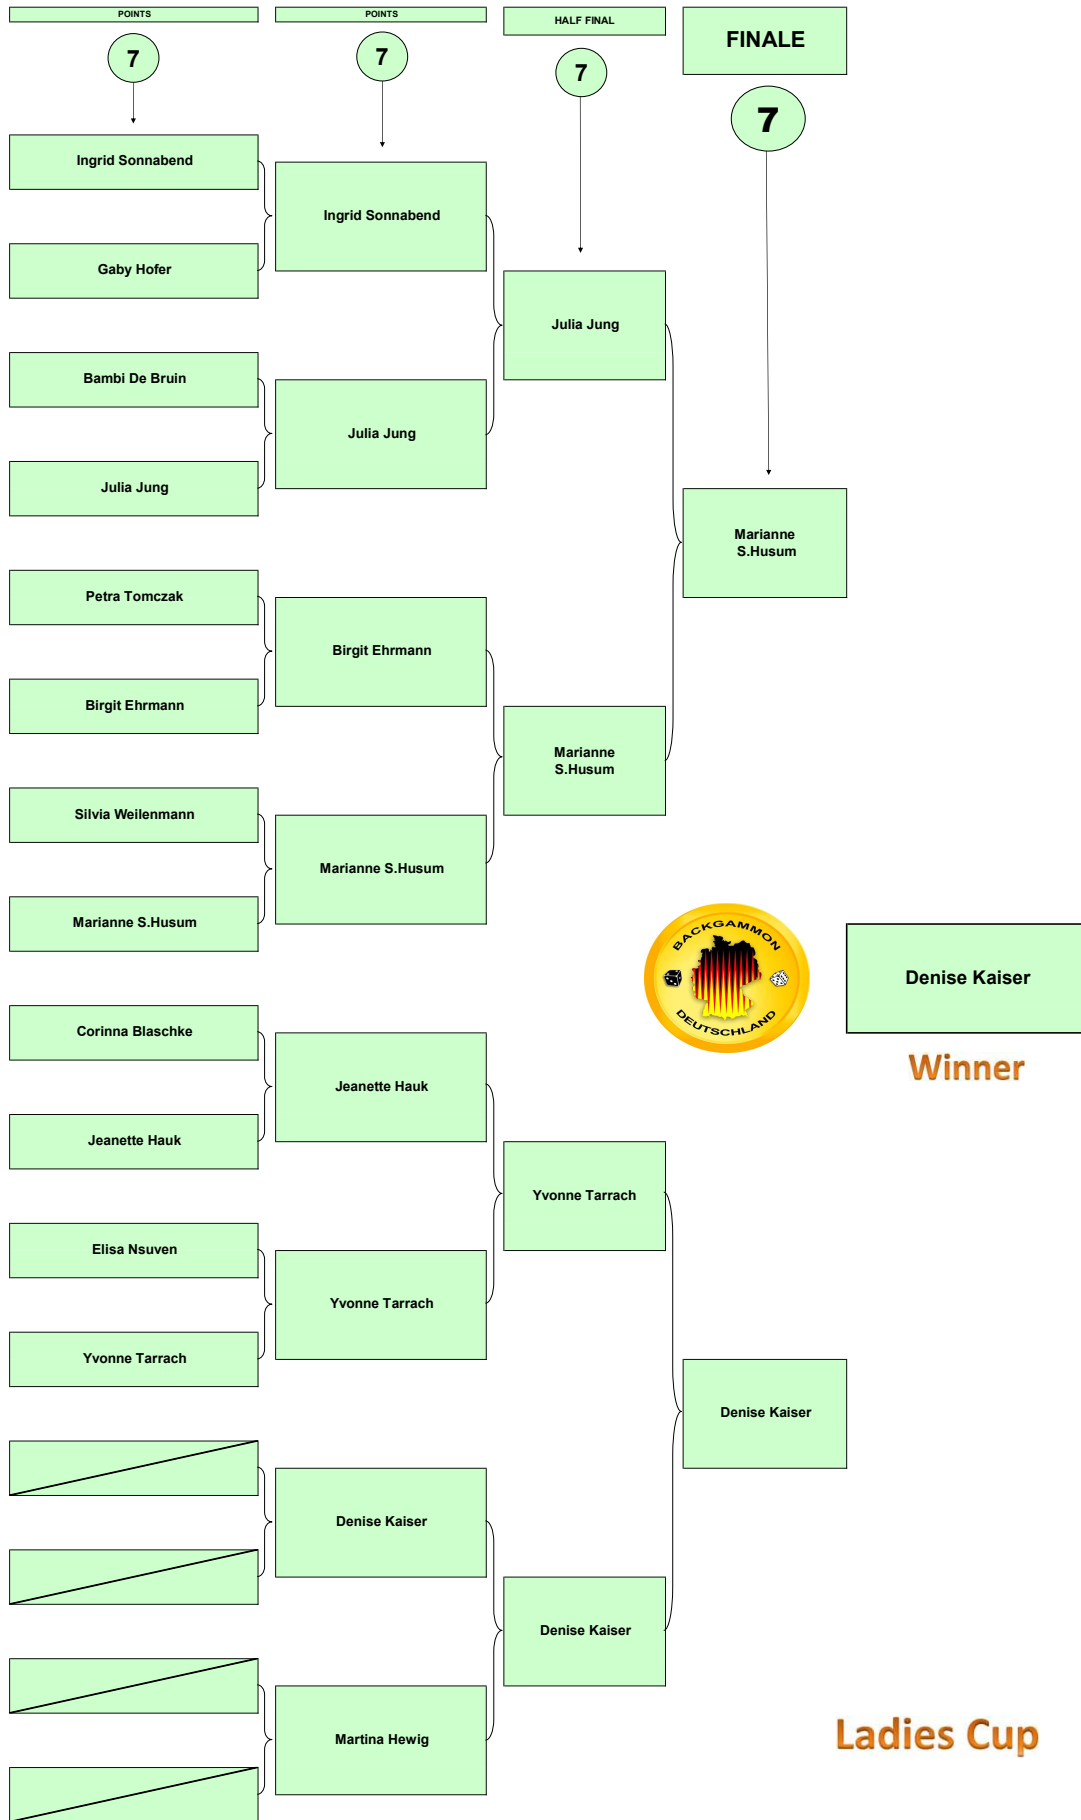 POINTS
POINTS
HALF FINAL
FINALE
7
7
7
7
Ingrid Sonnabend
Gaby Hofer
Bambi De Bruin
Julia Jung
Petra Tomczak
Birgit Ehrmann
Silvia Weilenmann
Marianne S.Husum
Corinna Blaschke
Jeanette Hauk
Elisa Nsuven
Yvonne Tarrach
Ingrid Sonnabend
Julia Jung
Birgit Ehrmann
Marianne S.Husum
Jeanette Hauk
Yvonne Tarrach
Denise Kaiser
Martina Hewig
Julia Jung
Marianne
S.Husum
Yvonne Tarrach
Denise Kaiser
Marianne
S.Husum
Denise Kaiser
BACKGAMMON
DEUTSCHLAND
Denise Kaiser
Winner
Ladies Cup